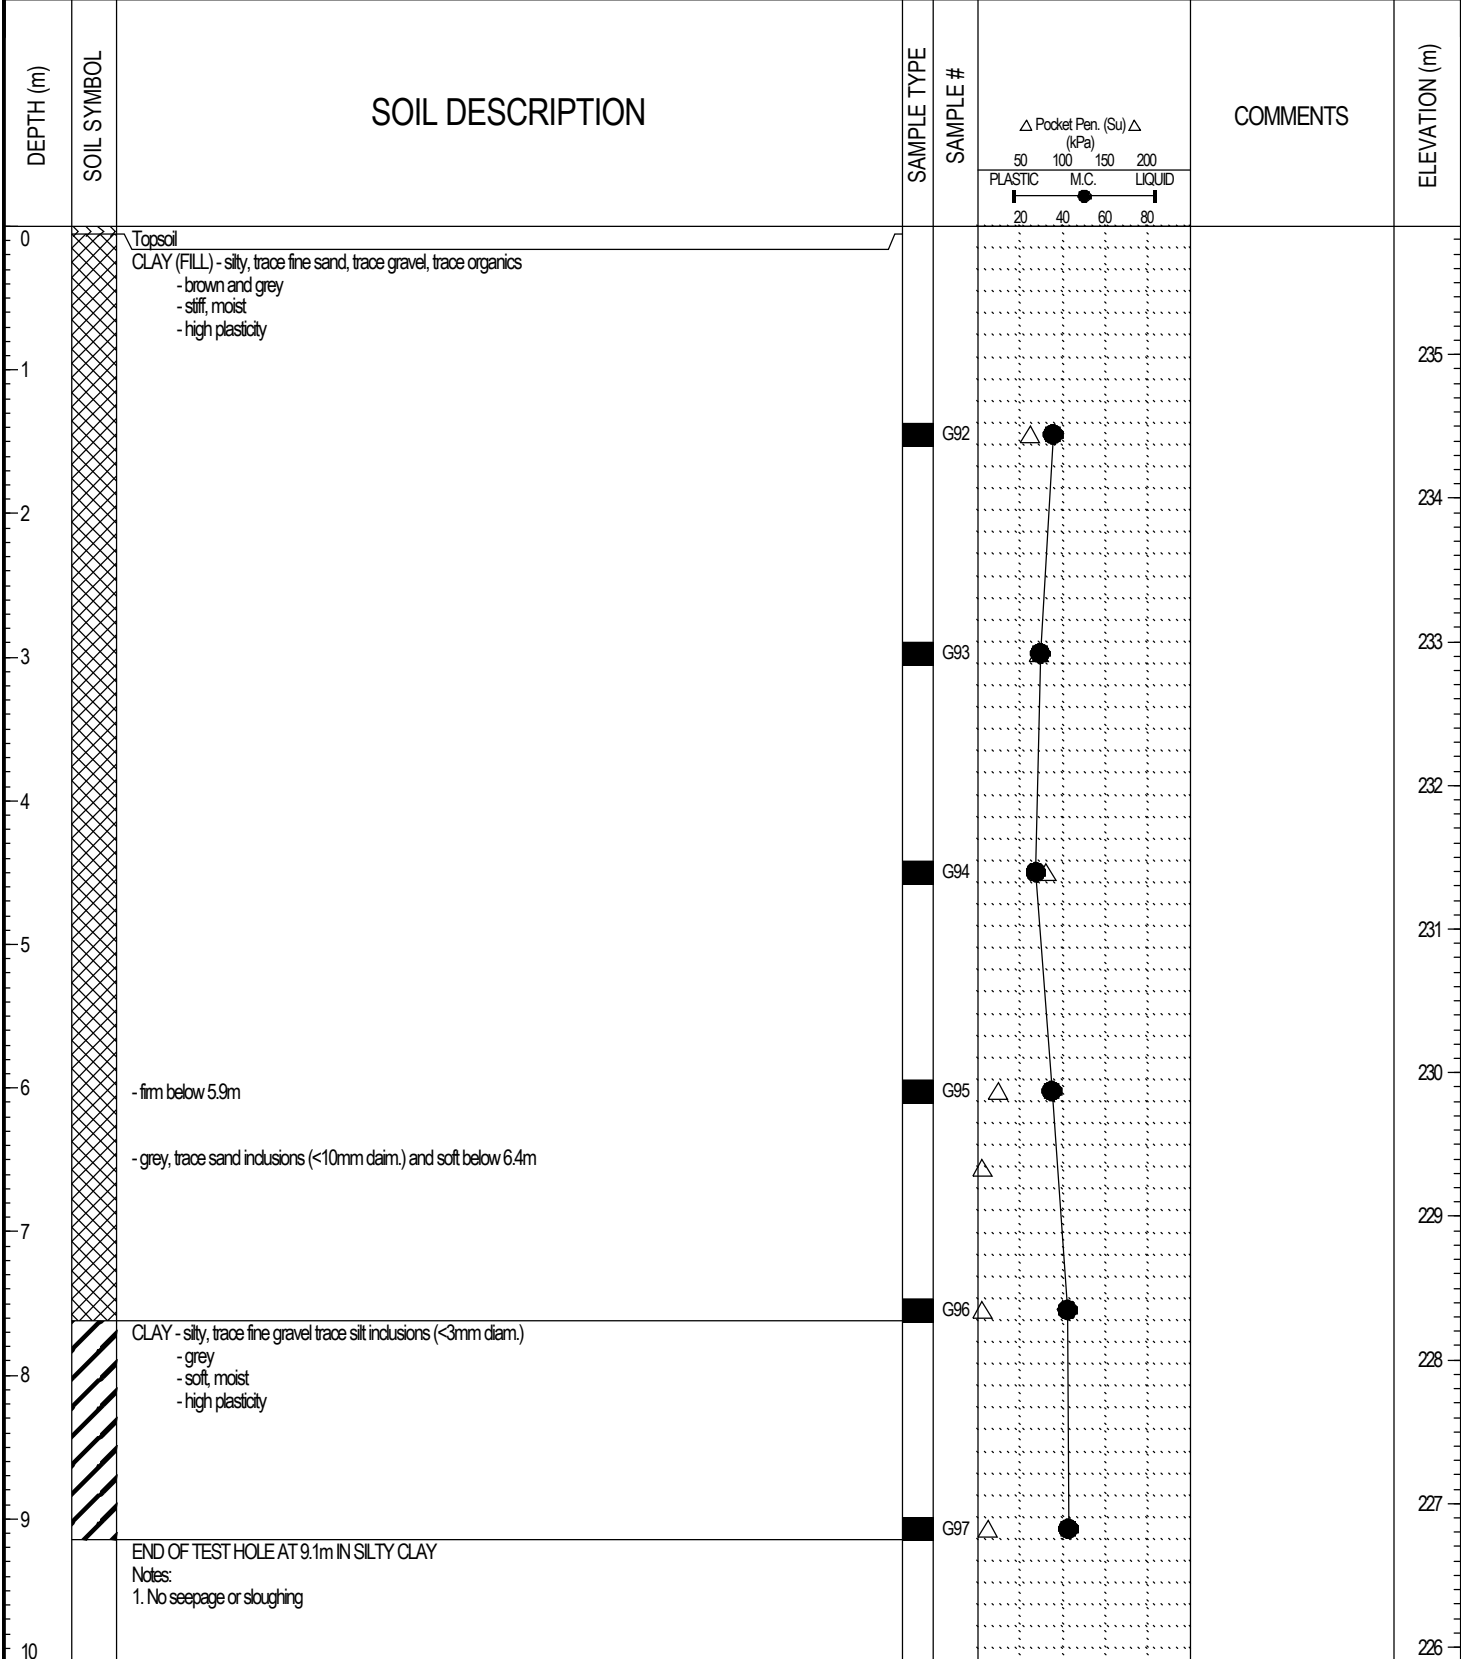 DEPTH (m)
SOIL SYMBOL
SOIL DESCRIPTION
SAMPLE TYPE
SAMPLE #
△ Pocket Pen. (Su) △
(kPa)
50 100 150 200
PLASTIC M.C. LIQUID
20 40 60 80
COMMENTS
ELEVATION (m)
0
Topsoil
CLAY (FILL) - silty, trace fine sand, trace gravel, trace organics
- brown and grey
- stiff, moist
- high plasticity
235
1
G92
234
2
233
3
G93
232
4
G94
231
5
230
6
- firm below 5.9m
G95
- grey, trace sand inclusions (<10mm daim.) and soft below 6.4m
229
7
G96
CLAY - silty, trace fine gravel trace silt inclusions (<3mm diam.)
- grey
228
8
- soft, moist
- high plasticity
227
9
G97
END OF TEST HOLE AT 9.1m IN SILTY CLAY
Notes:
1. No seepage or sloughing
226
10